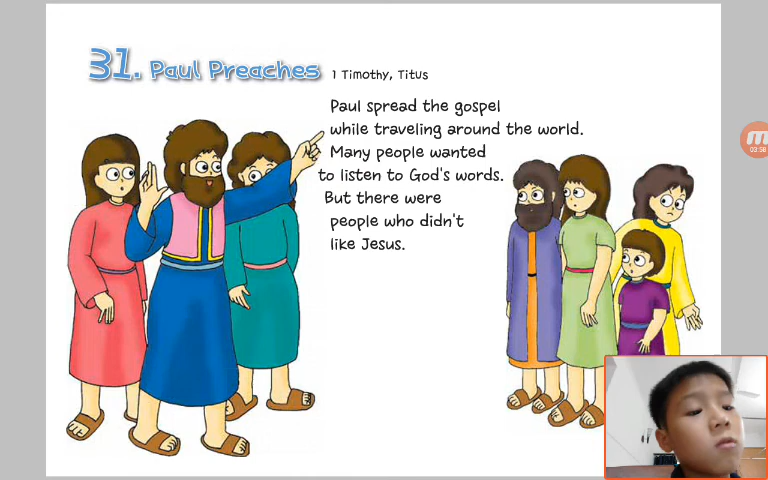 31. Paul Preaches 1 Timothy, Titus
Paul spread the gospel
while traveling around the world.
Many people wanted
to listen to God's words.
But there were
people who didn't
like Jesus.
03:58